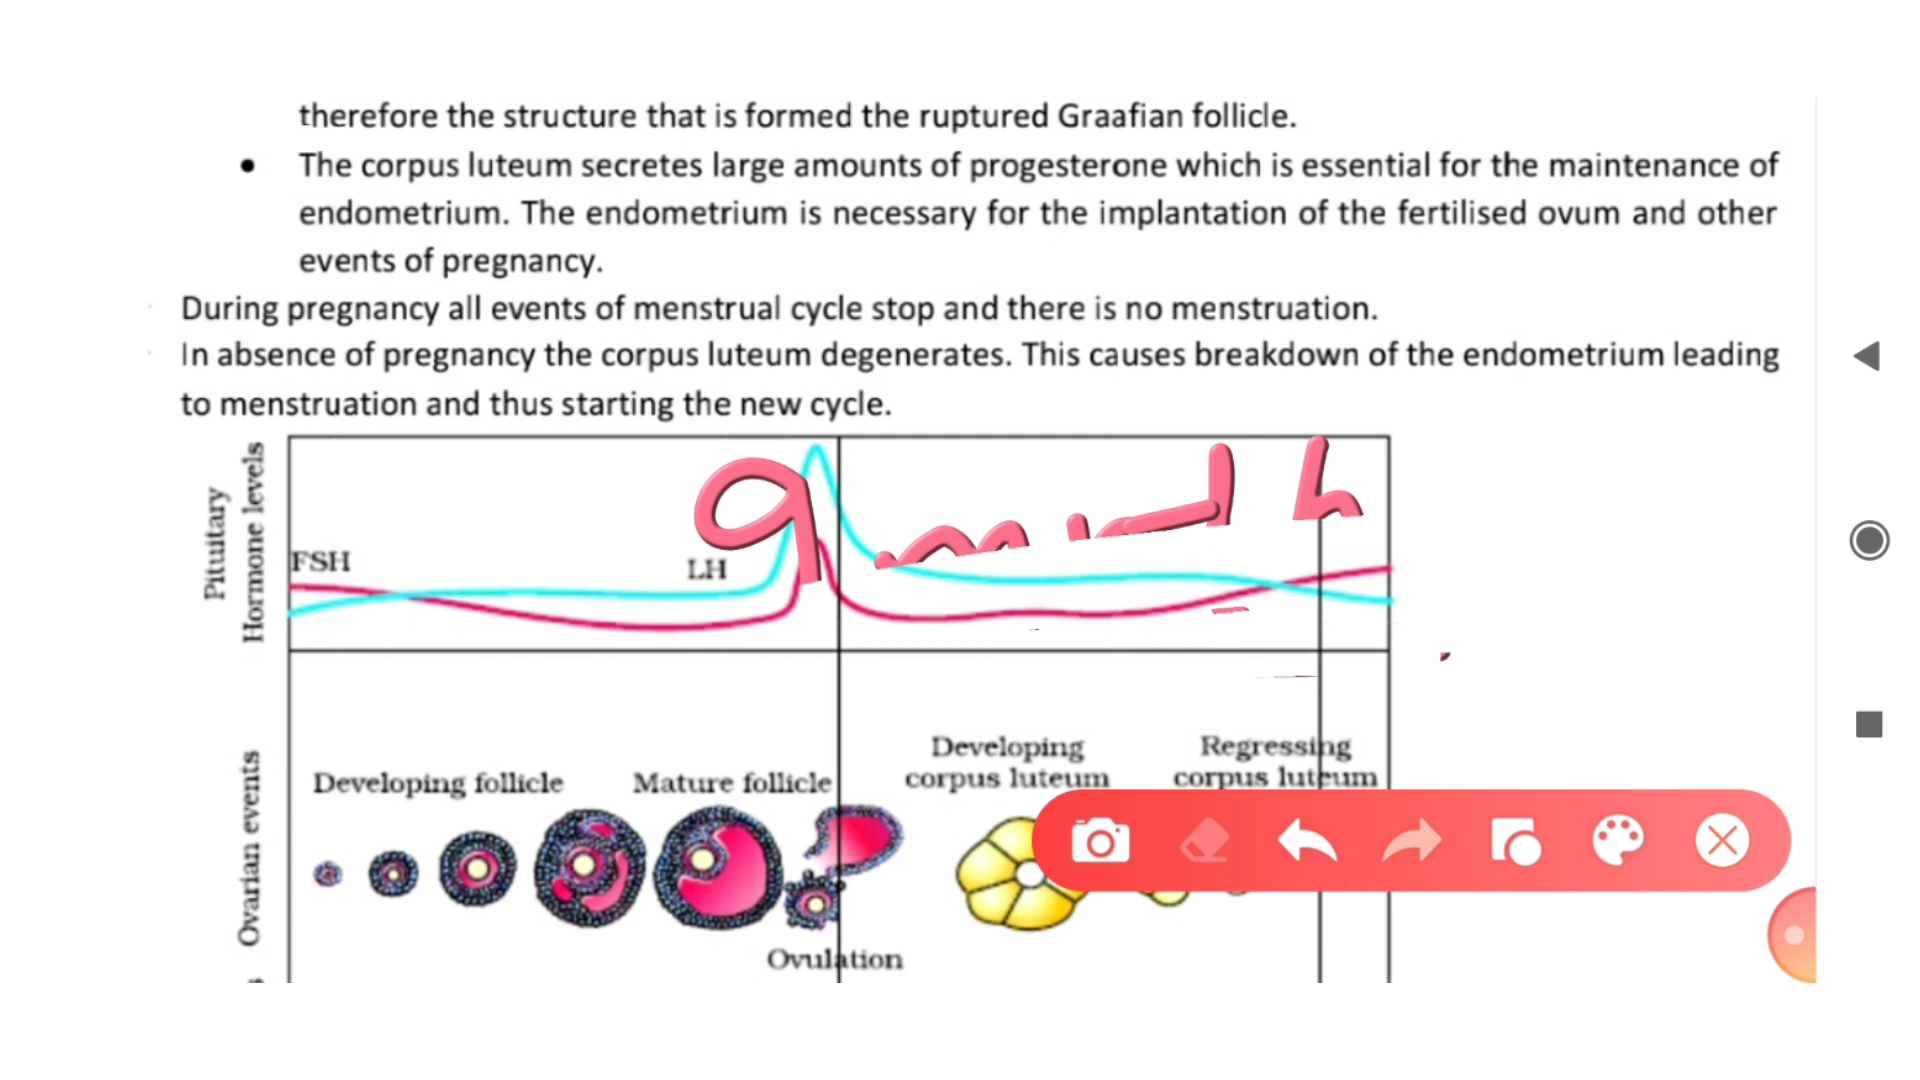 therefore the structure that is formed the ruptured Graafian follicle.
• The corpus luteum secretes large amounts of progesterone which is essential for the maintenance of
endometrium. The endometrium is necessary for the implantation of the fertilised ovum and other
events of pregnancy.
During pregnancy all events of menstrual cycle stop and there is no menstruation.
In absence of pregnancy the corpus luteum degenerates. This causes breakdown of the endometrium leading
to menstruation and thus starting the new cycle.
Pituitary
Hormone levels
FSH
LH
9
Ovarian events
Developing follicle
Mature follicle
Developing
corpus luteum
Regressing
corpus luteum
Ovulation